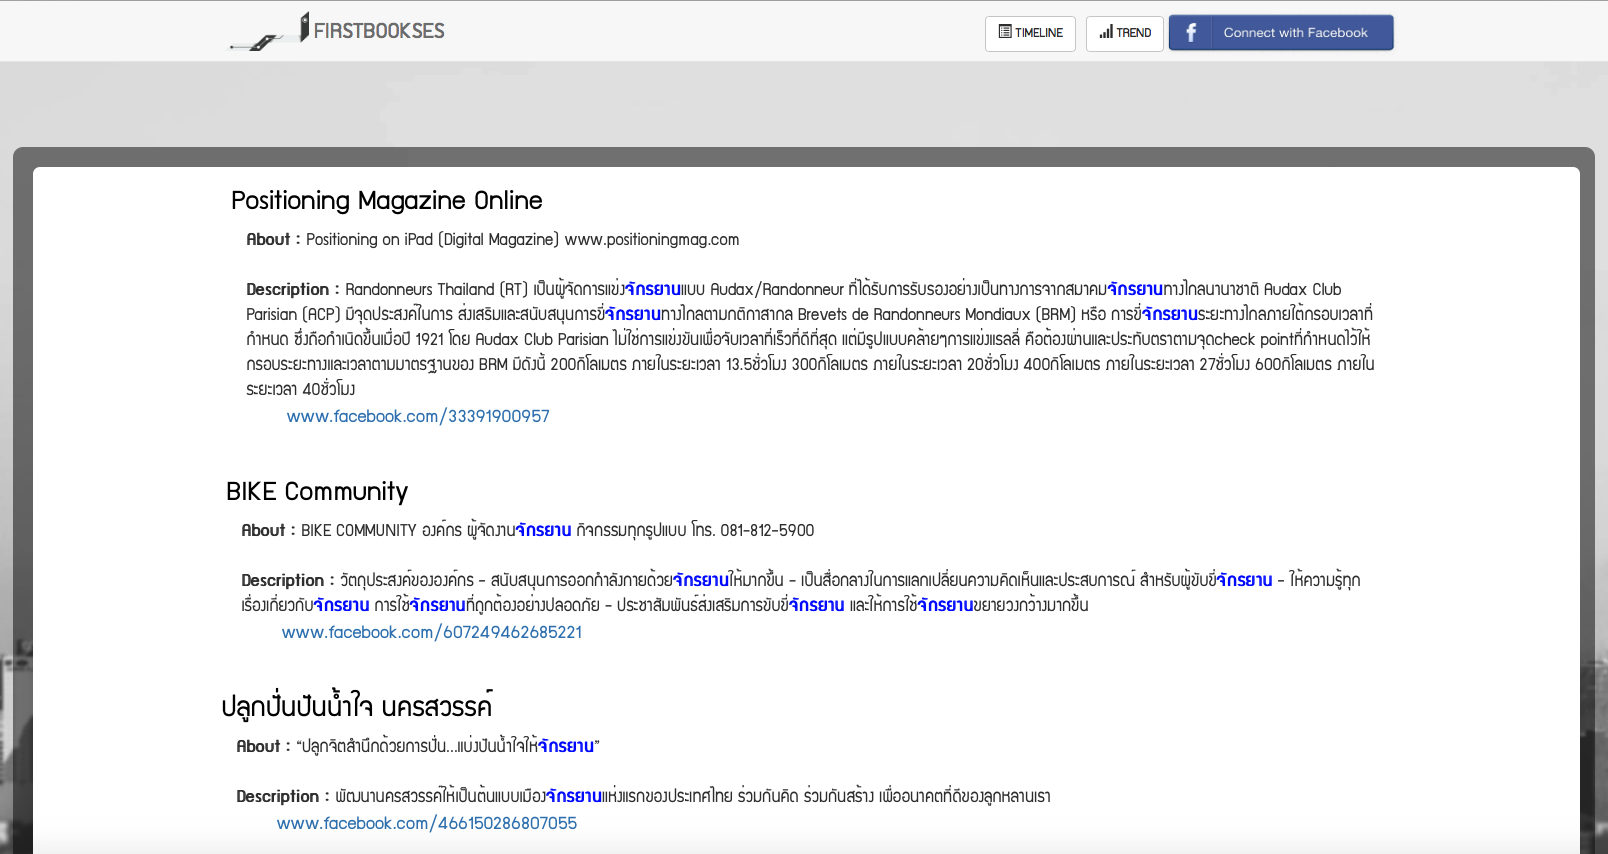 FIRSTBOOKSES
TIMELINE
TREND
Connect with Facebook
Positioning Magazine Online
About : Positioning on iPad (Digital Magazine) www.positioningmag.com
Description : Randonneurs Thailand (RT) เป็นผู้จัดการแข่งจักรยานแบบ Audax/Randonneur ที่ได้รับการรับรองอย่างเป็นทางการจากสมาคมจักรยานทางไกลนานาชาติ Audax Club
Parisian (ACP) มีจุดประสงค์ในการ ส่งเสริมและสนับสนุนการขี่จักรยานทางไกลตามกติกาสากล Brevets de Randonneurs Mondiaux (BRM) หรือ การขี่จักรยานระยะทางไกลภายใต้กรอบเวลาที่
กำหนด ซึ่งถือกำเนิดขึ้นเมื่อปี 1921 โดย Audax Club Parisian ไม่ใช่การแข่งขันเพื่อจับเวลาที่เร็วที่ดีที่สุด แต่มีรูปแบบคล้ายๆการแข่งแรลลี่ คือต้องผ่านและประทับตราตามจุดcheck pointที่กำหนดไว้ให้
กรอบระยะทางและเวลาตามมาตรฐานของ BRM มีดังนี้ 200กิโลเมตร ภายในระยะเวลา 13.5ชั่วโมง 300กิโลเมตร ภายในระยะเวลา 20ชั่วโมง 400กิโลเมตร ภายในระยะเวลา 27ชั่วโมง 600กิโลเมตร ภายใน
ระยะเวลา 40ชั่วโมง
www.facebook.com/33391900957
BIKE Community
About : BIKE COMMUNITY องค์กร ผู้จัดงานจักรยาน กิจกรรมทุกรูปแบบ โทร. 081-812-5900
Description : วัตถุประสงค์ขององค์กร - สนับสนุนการออกกำลังกายด้วยจักรยานให้มากขึ้น - เป็นสื่อกลางในการแลกเปลี่ยนความคิดเห็นและประสบการณ์ สำหรับผู้ขับขี่จักรยาน - ให้ความรู้ทุก
เรื่องเกี่ยวกับจักรยาน การใช้จักรยานที่ถูกต้องอย่างปลอดภัย - ประชาสัมพันธ์ส่งเสริมการขับขี่จักรยาน และให้การใช้จักรยานขยายวงกว้างมากขึ้น
www.facebook.com/607249462685221
ปลูกปั่นปันน้ำใจ นครสวรรค์
About : “ปลูกจิตสำนึกด้วยการปั่น...แบ่งปันน้ำใจให้จักรยาน”
Description : พัฒนานครสวรรค์ให้เป็นต้นแบบเมืองจักรยานแห่งแรกของประเทศไทย ร่วมกันคิด ร่วมกันสร้าง เพื่ออนาคตที่ดีของลูกหลานเรา
www.facebook.com/466150286807055